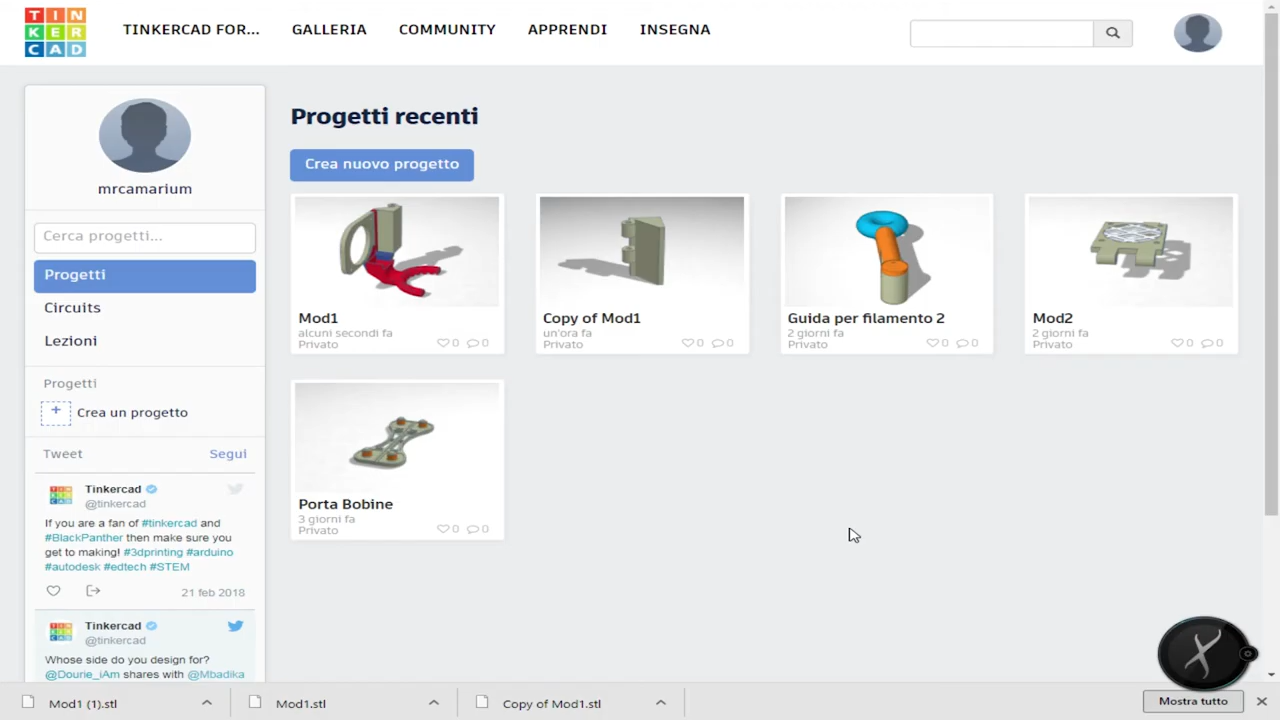 TIN
KER
CAD
TINKERCAD FOR...
GALLERIA
COMMUNITY
APPRENDI
INSEGNA
mrcamarium
Cerca progetti...
Progetti
Circuits
Lezioni
Progetti
+ Crea un progetto
Tweet
Segui
Tinkercad
@tinkercad
If you are a fan of #tinkercad and
#BlackPanther then make sure you
get to making! #3dprinting #arduino
#autodesk #edtech #STEM
21 feb 2018
Tinkercad
@tinkercad
Whose side do you design for?
@Dourie_iAm shares with @Mbadika
Progetti recenti
Crea nuovo progetto
Mod1
alcuni secondi fa
Privato
0 0
Copy of Mod1
un'ora fa
Privato
0 0
Guida per filamento 2
2 giorni fa
Privato
0 0
Mod2
2 giorni fa
Privato
0 0
Porta Bobine
3 giorni fa
Privato
0 0
Mod1 (1).stl
Mod1.stl
Copy of Mod1.stl
Mostra tutto